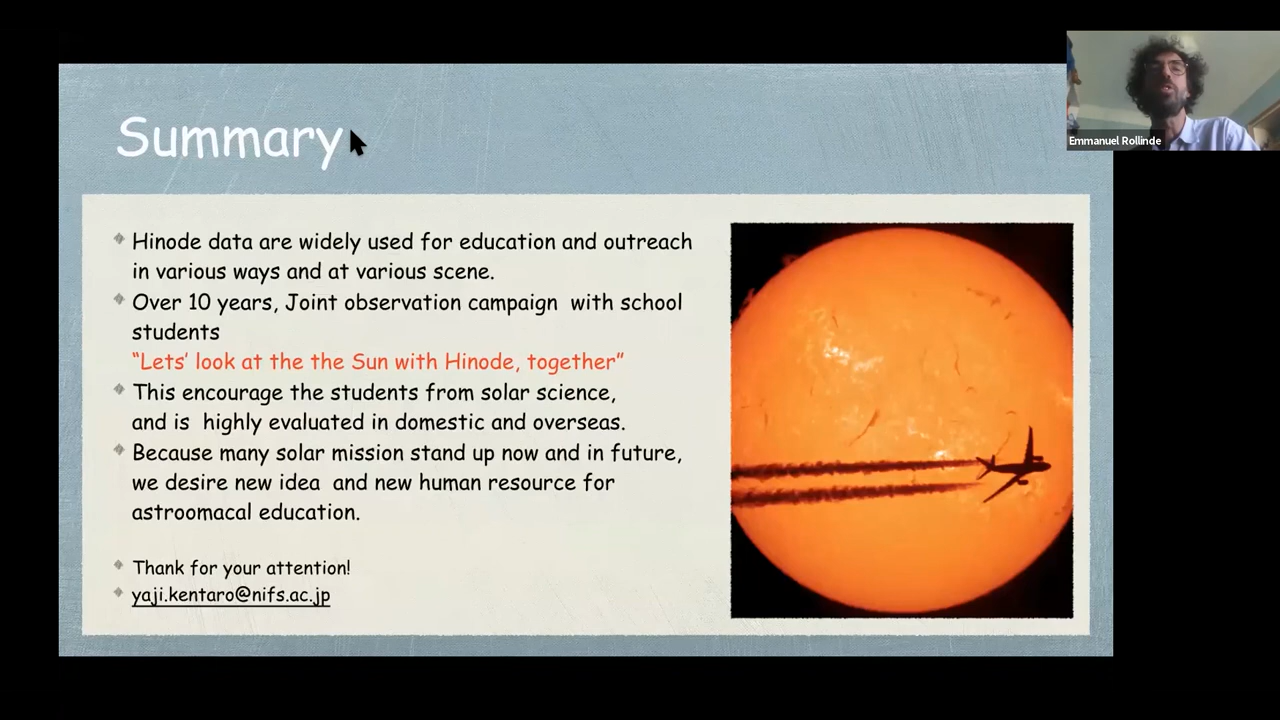 Summary
Hinode data are widely used for education and outreach
in various ways and at various scene.
Over 10 years, Joint observation campaign with school
students
“Lets’ look at the the Sun with Hinode, together”
This encourage the students from solar science,
and is highly evaluated in domestic and overseas.
Because many solar mission stand up now and in future,
we desire new idea and new human resource for
astroomacal education.
Thank for your attention!
yaji.kentaro@nifs.ac.jp
Emmanuel Rollinde